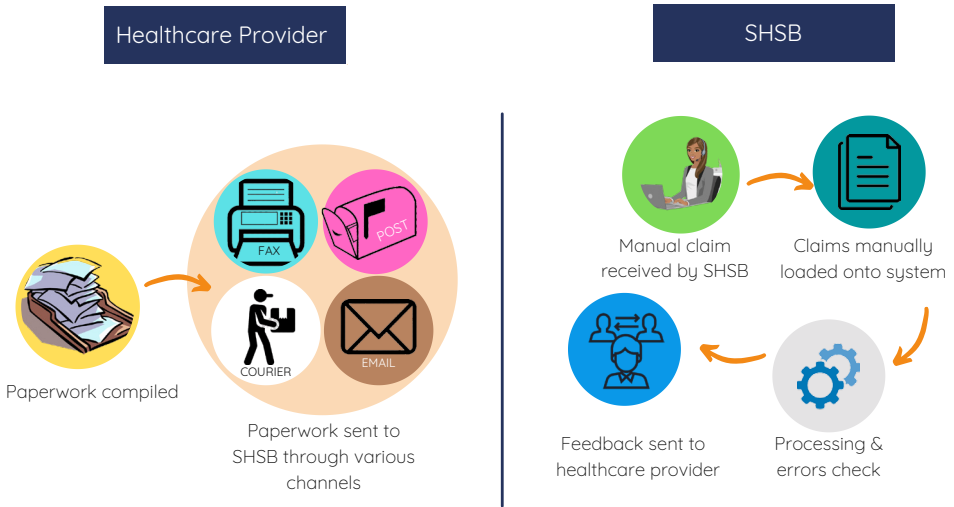 Healthcare Provider
SHSB
FAX
POST
COURIER
EMAIL
Paperwork compiled
Paperwork sent to
SHSB through various
channels
Manual claim
received by SHSB
Claims manually
loaded onto system
Feedback sent to
healthcare provider
Processing &
errors check